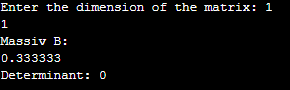 Enter the dimension of the matrix: 1
1
Massiv B:
0.333333
Determinant: 0